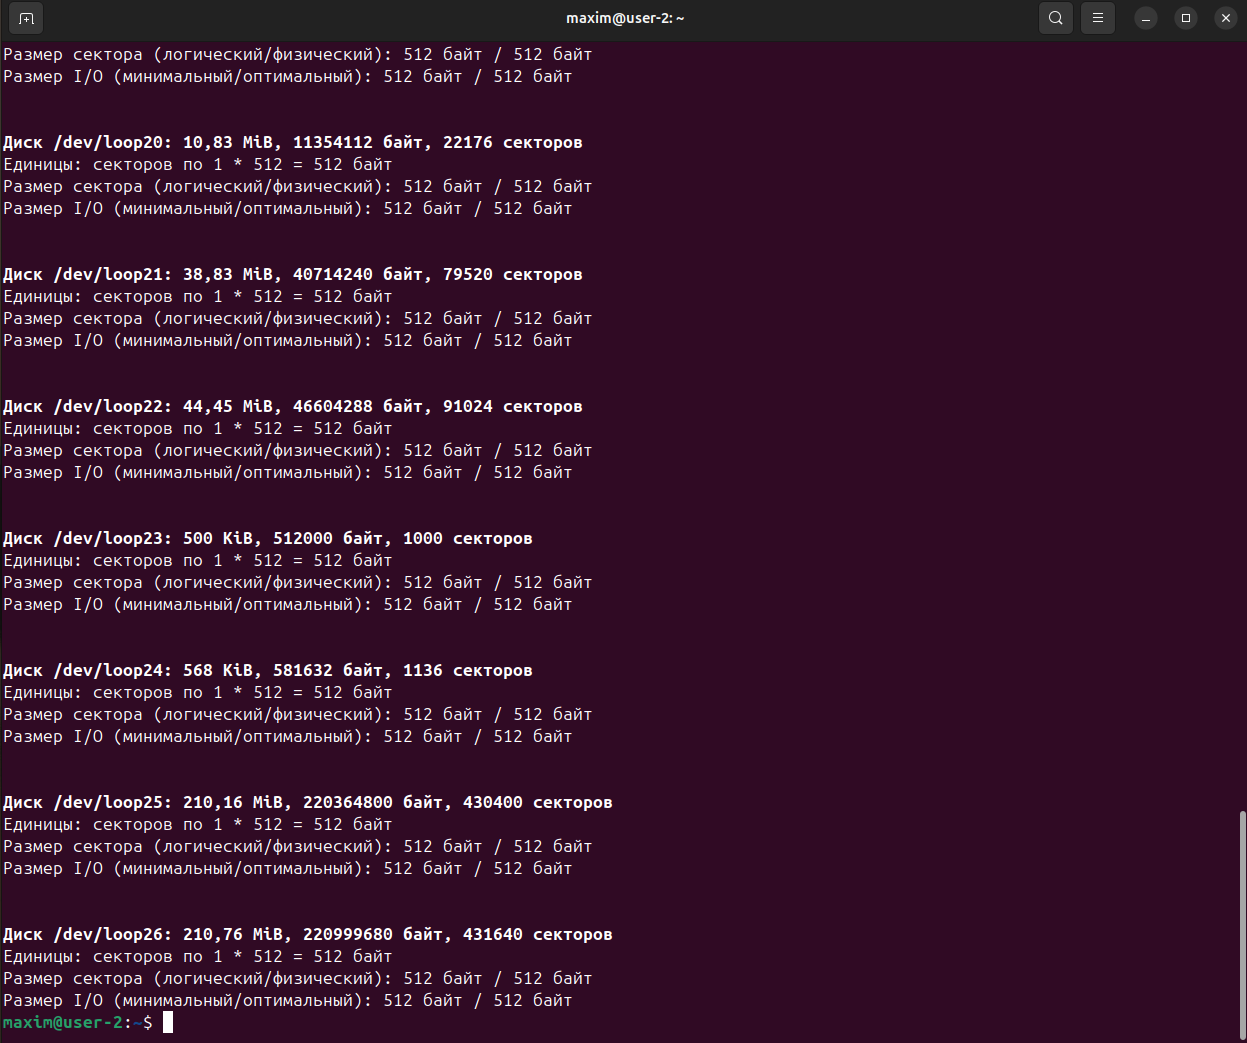 maxim@user-2: ~
Размер сектора (логический/физический): 512 байт / 512 байт
Размер I/O (минимальный/оптимальный): 512 байт / 512 байт
Диск /dev/loop20: 10,83 MiB, 11354112 байт, 22176 секторов
Единицы: секторов по 1 * 512 = 512 байт
Размер сектора (логический/физический): 512 байт / 512 байт
Размер I/O (минимальный/оптимальный): 512 байт / 512 байт
Диск /dev/loop21: 38,83 MiB, 40714240 байт, 79520 секторов
Единицы: секторов по 1 * 512 = 512 байт
Размер сектора (логический/физический): 512 байт / 512 байт
Размер I/O (минимальный/оптимальный): 512 байт / 512 байт
Диск /dev/loop22: 44,45 MiB, 46604288 байт, 91024 секторов
Единицы: секторов по 1 * 512 = 512 байт
Размер сектора (логический/физический): 512 байт / 512 байт
Размер I/O (минимальный/оптимальный): 512 байт / 512 байт
Диск /dev/loop23: 500 KiB, 512000 байт, 1000 секторов
Единицы: секторов по 1 * 512 = 512 байт
Размер сектора (логический/физический): 512 байт / 512 байт
Размер I/O (минимальный/оптимальный): 512 байт / 512 байт
Диск /dev/loop24: 568 KiB, 581632 байт, 1136 секторов
Единицы: секторов по 1 * 512 = 512 байт
Размер сектора (логический/физический): 512 байт / 512 байт
Размер I/O (минимальный/оптимальный): 512 байт / 512 байт
Диск /dev/loop25: 210,16 MiB, 220364800 байт, 430400 секторов
Единицы: секторов по 1 * 512 = 512 байт
Размер сектора (логический/физический): 512 байт / 512 байт
Размер I/O (минимальный/оптимальный): 512 байт / 512 байт
Диск /dev/loop26: 210,76 MiB, 220999680 байт, 431640 секторов
Единицы: секторов по 1 * 512 = 512 байт
Размер сектора (логический/физический): 512 байт / 512 байт
Размер I/O (минимальный/оптимальный): 512 байт / 512 байт
maxim@user-2:~$